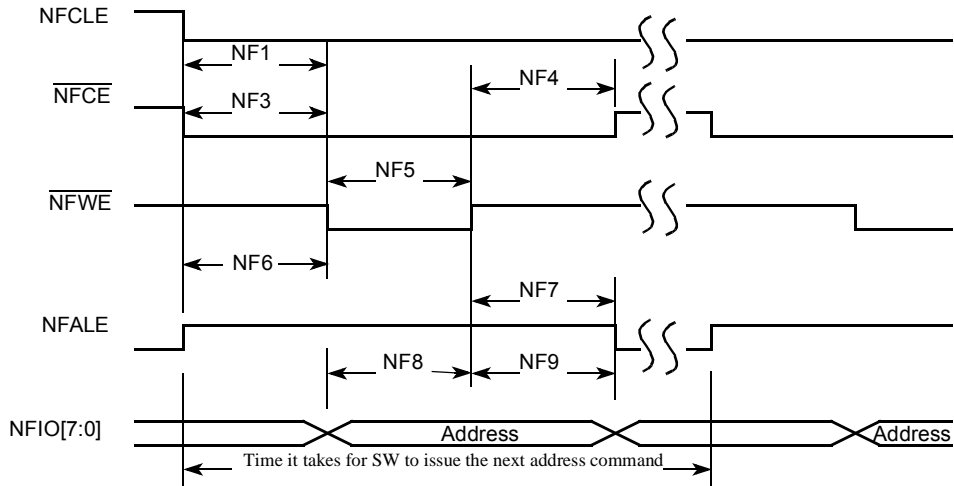 NFCLE
NF1
NF4
NFCE
NF3
NF5
NFWE
NF6
NF7
NFALE
NF8
NF9
NFIO[7:0]
Address
Address
Time it takes for SW to issue the next address command